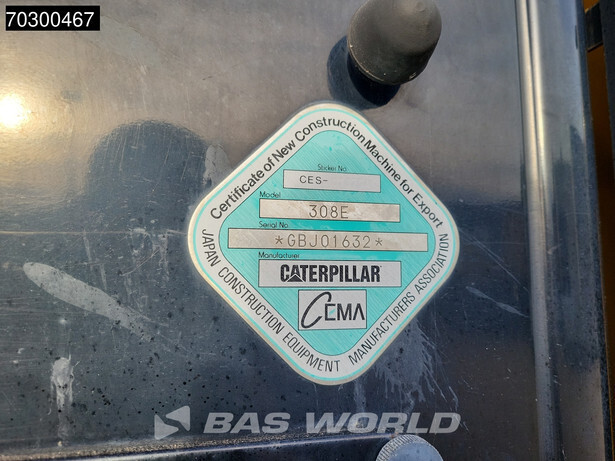 70300467
Certificate of New Construction Machine for Export
Sticker No.
CES-
Model
308E
Serial No.
*GBJ01632*
Manufacturer
CATERPILLAR
CEMA
JAPAN CONSTRUCTION EQUIPMENT MANUFACTURERS ASSOCIATION
BAS WORLD